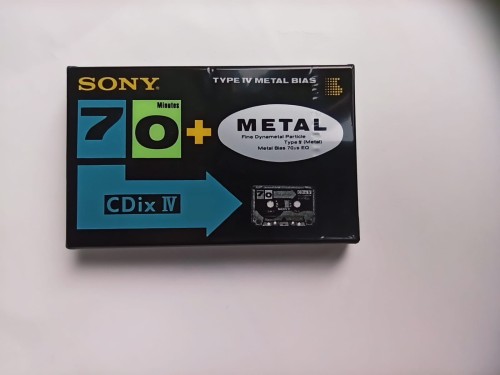 SONY
TYPE IV METAL BIAS
70
Minutes
+
METAL
Fine Dynametal Particle
Type IV (Metal)
Metal Bias 70μs EQ
CDix IV
70